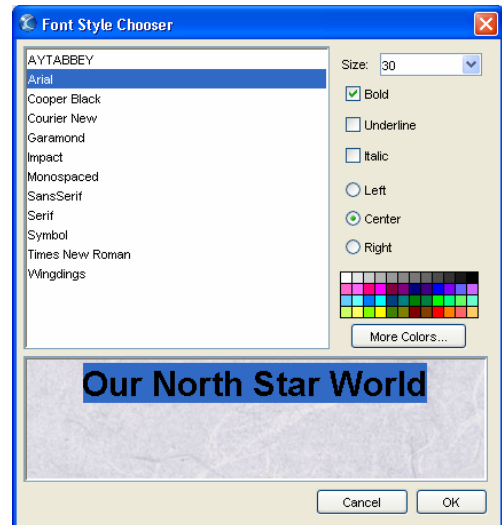 Font Style Chooser
AYTABBEY
Arial
Cooper Black
Courier New
Garamond
Impact
Monospaced
SansSerif
Serif
Symbol
Times New Roman
Wingdings
Size: 30
Bold
Underline
Italic
Left
Center
Right
More Colors...
Our North Star World
Cancel
OK